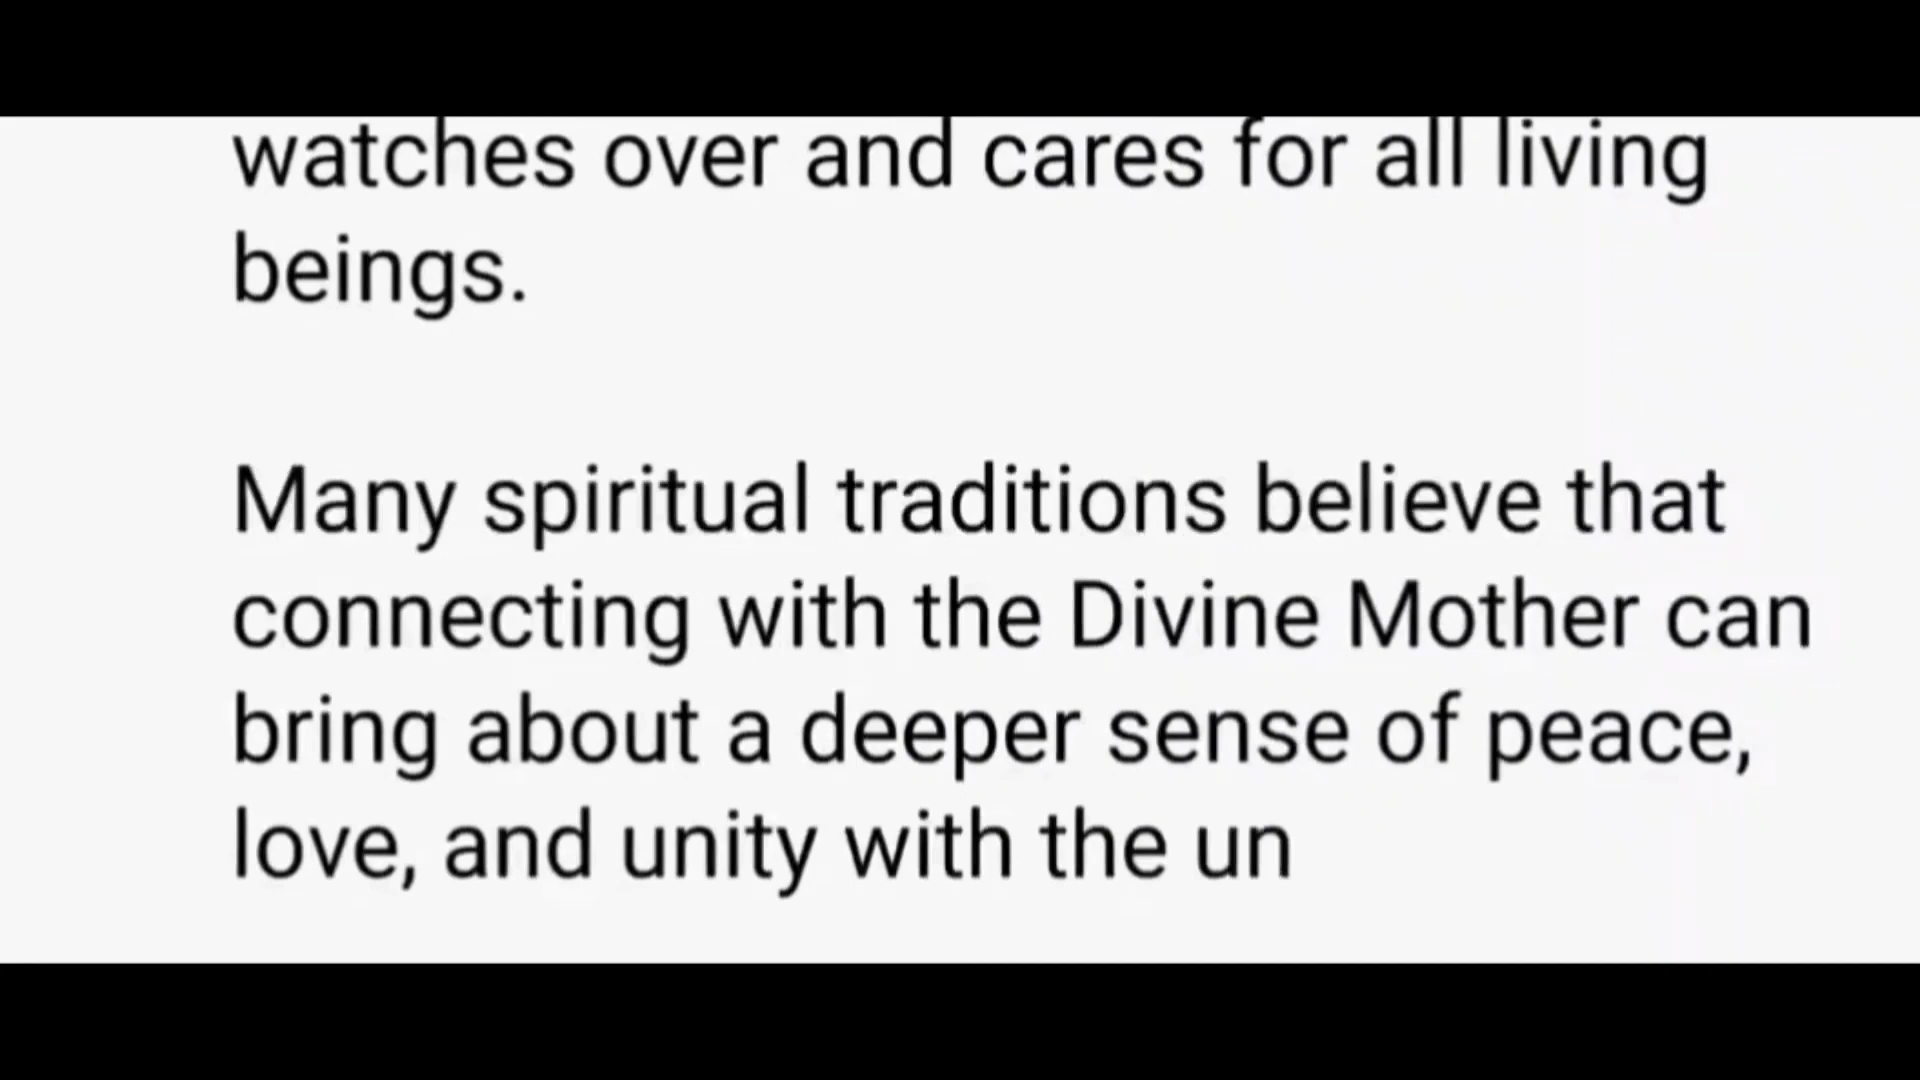 watches over and cares for all living
beings.
Many spiritual traditions believe that
connecting with the Divine Mother can
bring about a deeper sense of peace,
love, and unity with the un